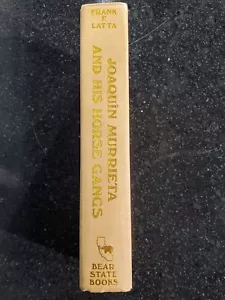 FRANK
F.
LATTA
JOAQUIN MURRIETA
AND HIS HORSE GANGS
BEAR
STATE
BOOKS